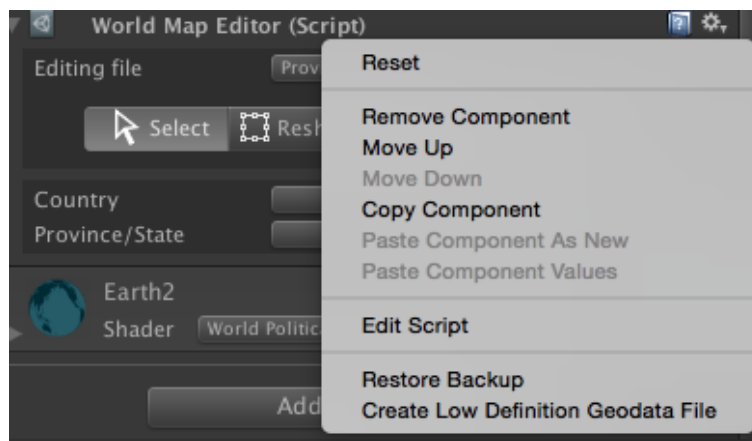 World Map Editor (Script)
Editing file Prov
Select Resh
Country
Province/State
Earth2
Shader World Politic
Add
Reset
Remove Component
Move Up
Move Down
Copy Component
Paste Component As New
Paste Component Values
Edit Script
Restore Backup
Create Low Definition Geodata File